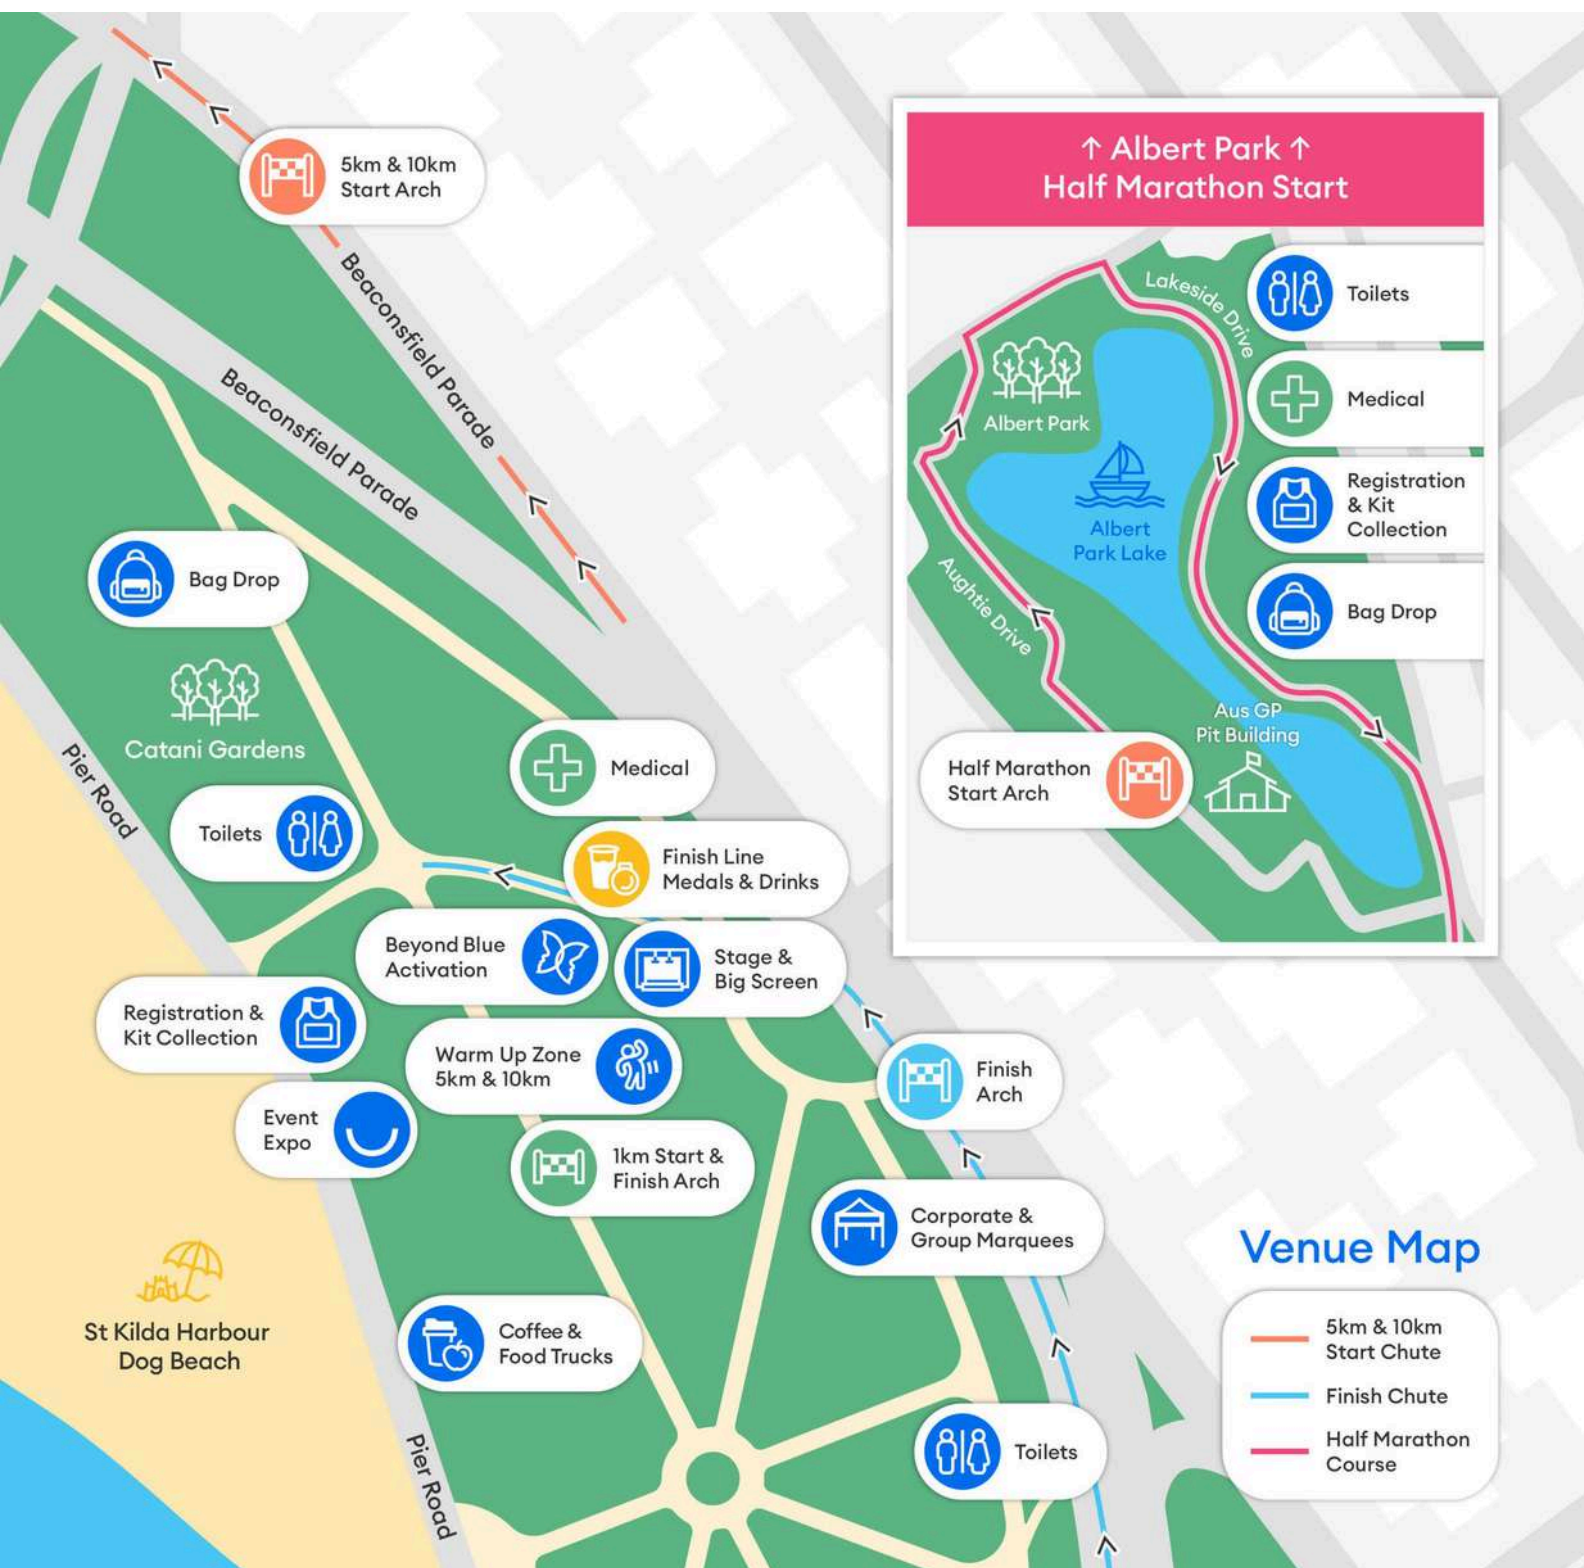 5km & 10km
Start Arch
Beaconsfield Parade
Beaconsfield Parade
Bag Drop
Catani Gardens
Pier Road
Toilets
Medical
Finish Line
Medals & Drinks
Beyond Blue
Activation
Stage &
Big Screen
Registration &
Kit Collection
Warm Up Zone
5km & 10km
Finish
Arch
Event
Expo
1km Start &
Finish Arch
Corporate &
Group Marquees
St Kilda Harbour
Dog Beach
Coffee &
Food Trucks
Pier Road
Toilets
↑ Albert Park ↑
Half Marathon Start
Lakeside Drive
Toilets
Albert Park
Medical
Albert
Park Lake
Registration
& Kit
Collection
Aughtie Drive
Bag Drop
Aus GP
Pit Building
Half Marathon
Start Arch
Venue Map
5km & 10km
Start Chute
Finish Chute
Half Marathon
Course